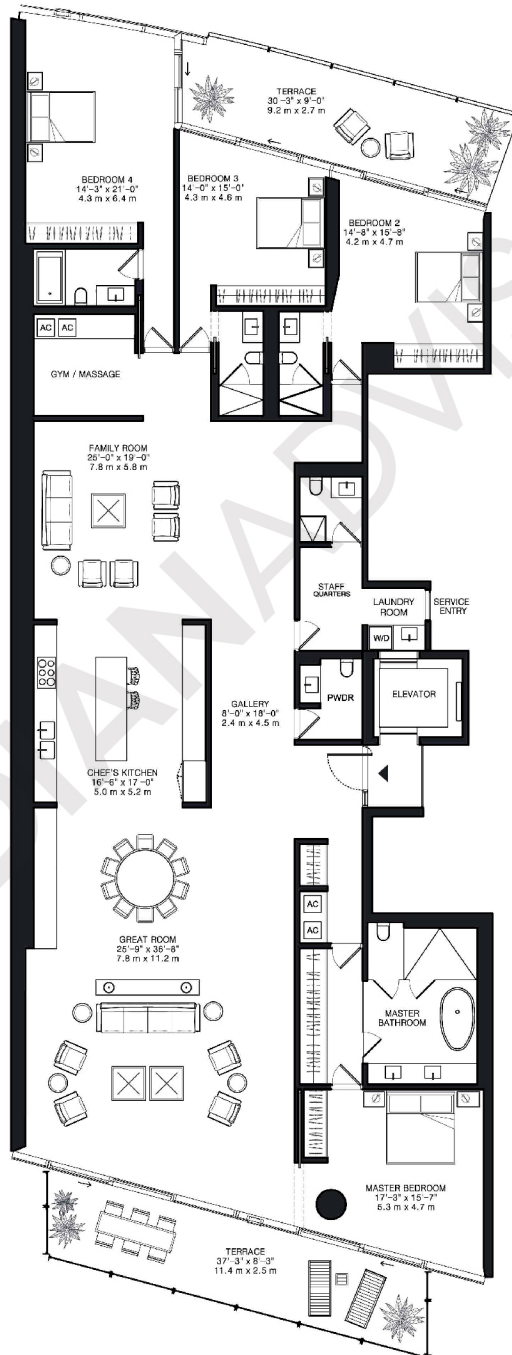 TERRACE
30'-3" x 9'-0"
9.2 m x 2.7 m
BEDROOM 4
14'-3" x 21'-0"
4.3 m x 6.4 m
BEDROOM 3
14'-0" x 15'-0"
4.3 m x 4.6 m
BEDROOM 2
14'-8" x 15'-8"
4.2 m x 4.7 m
AC AC
GYM / MASSAGE
FAMILY ROOM
25'-0" x 19'-0"
7.8 m x 5.8 m
STAFF
QUARTERS
LAUNDRY
ROOM
SERVICE
ENTRY
W/D
PWDR
ELEVATOR
GALLERY
8'-0" x 18'-0"
2.4 m x 4.5 m
CHEF'S KITCHEN
16'-6" x 17'-0"
5.0 m x 5.2 m
AC
AC
GREAT ROOM
25'-9" x 36'-8"
7.8 m x 11.2 m
MASTER
BATHROOM
MASTER BEDROOM
17'-3" x 15'-7"
5.3 m x 4.7 m
TERRACE
37'-3" x 8'-3"
11.4 m x 2.5 m
DIANADVIS